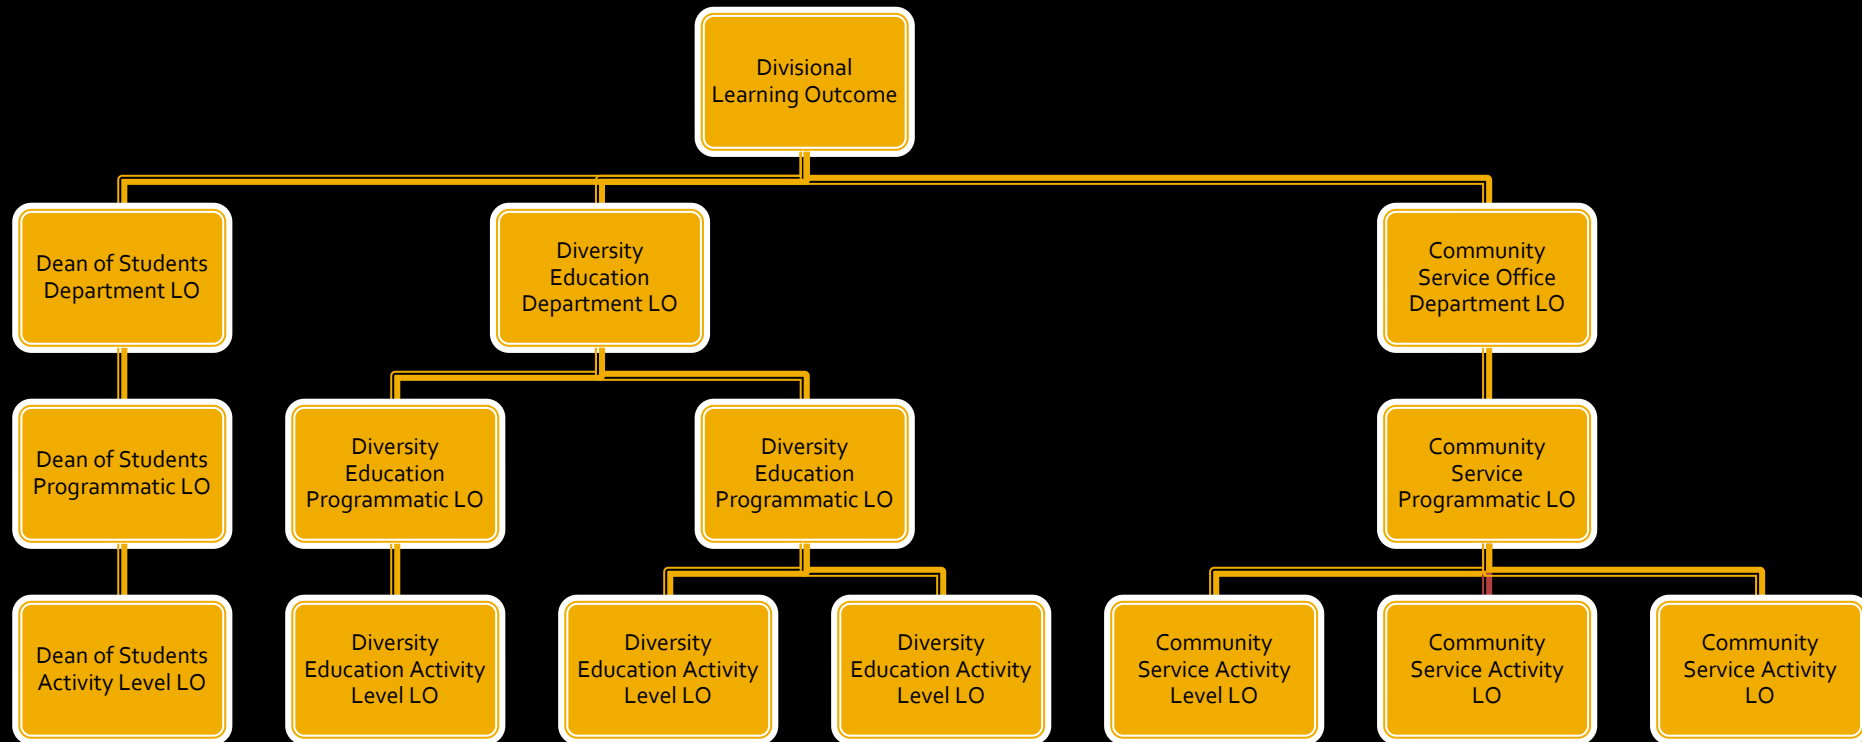 Divisional
Learning Outcome
Dean of Students
Department LO
Diversity
Education
Department LO
Community
Service Office
Department LO
Dean of Students
Programmatic LO
Diversity
Education
Programmatic LO
Diversity
Education
Programmatic LO
Community
Service
Programmatic LO
Dean of Students
Activity Level LO
Diversity
Education Activity
Level LO
Diversity
Education Activity
Level LO
Diversity
Education Activity
Level LO
Community
Service Activity
Level LO
Community
Service Activity
LO
Community
Service Activity
LO